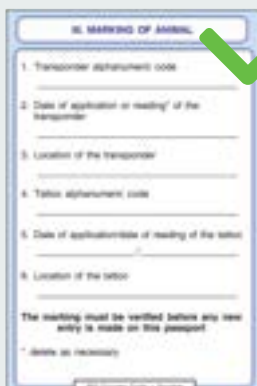 III. MARKING OF ANIMAL
1. Transponder alphanumeric code
2. Date of application or reading* of the
transponder
3. Location of the transponder
4. Tattoo alphanumeric code
5. Date of application/date of reading of the tattoo
6. Location of the tattoo
The marking must be verified before any new
entry is made on this passport
* delete as necessary